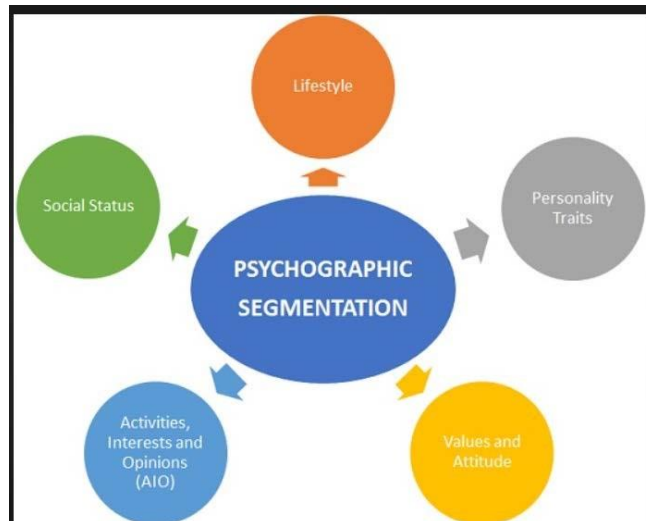 Lifestyle
Social Status
Personality
Traits
PSYCHOGRAPHIC
SEGMENTATION
Activities,
Interests and
Opinions
(AIO)
Values and
Attitude